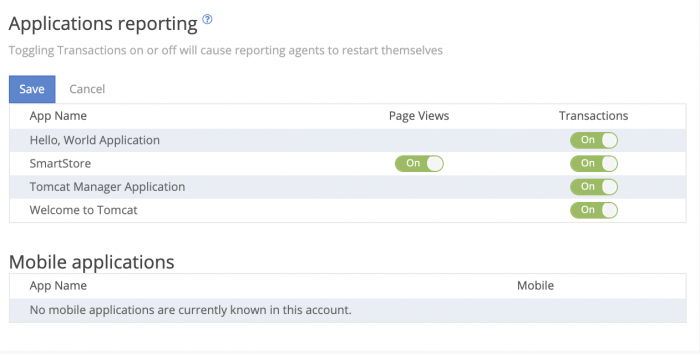 Applications reporting ?
Toggling Transactions on or off will cause reporting agents to restart themselves
Save Cancel
App Name Page Views Transactions
Hello, World Application On
SmartStore On On
Tomcat Manager Application On
Welcome to Tomcat On
Mobile applications
App Name Mobile
No mobile applications are currently known in this account.